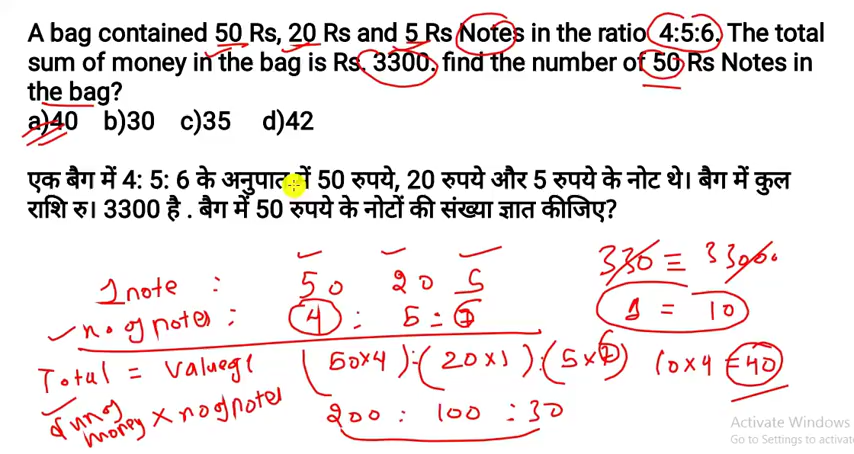 A bag contained 50 Rs, 20 Rs and 5 Rs Notes in the ratio 4:5:6. The total
sum of money in the bag is Rs. 3300. find the number of 50 Rs Notes in
the bag?
a)40 b)30 c)35 d)42
एक बैग में 4: 5: 6 के अनुपात में 50 रुपये, 20 रुपये और 5 रुपये के नोट थे। बैग में कुल
राशि रु। 3300 है . बैग में 50 रुपये के नोटों की संख्या ज्ञात कीजिए?
330 ≡ 3300
1 note : 50 20 5
1 = 10
no. of notes : 4 : 5 :
Total = value of (50×4) : (20× ) : (5× ) 10×4 = 40
money × no of notes
200 : 100 : 30
Activate Windows
Go to Settings to activate